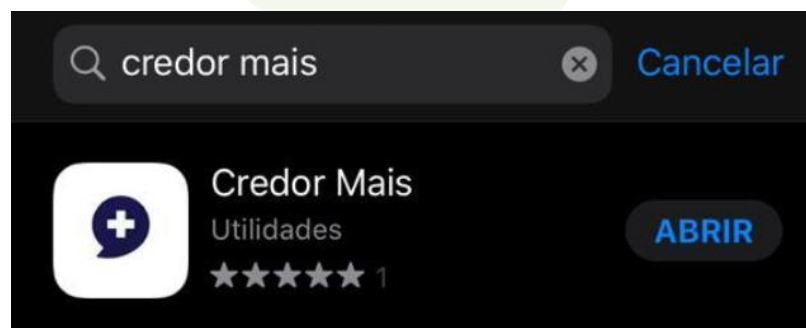 credor mais
Cancelar
Credor Mais
Utilidades
ABRIR
1